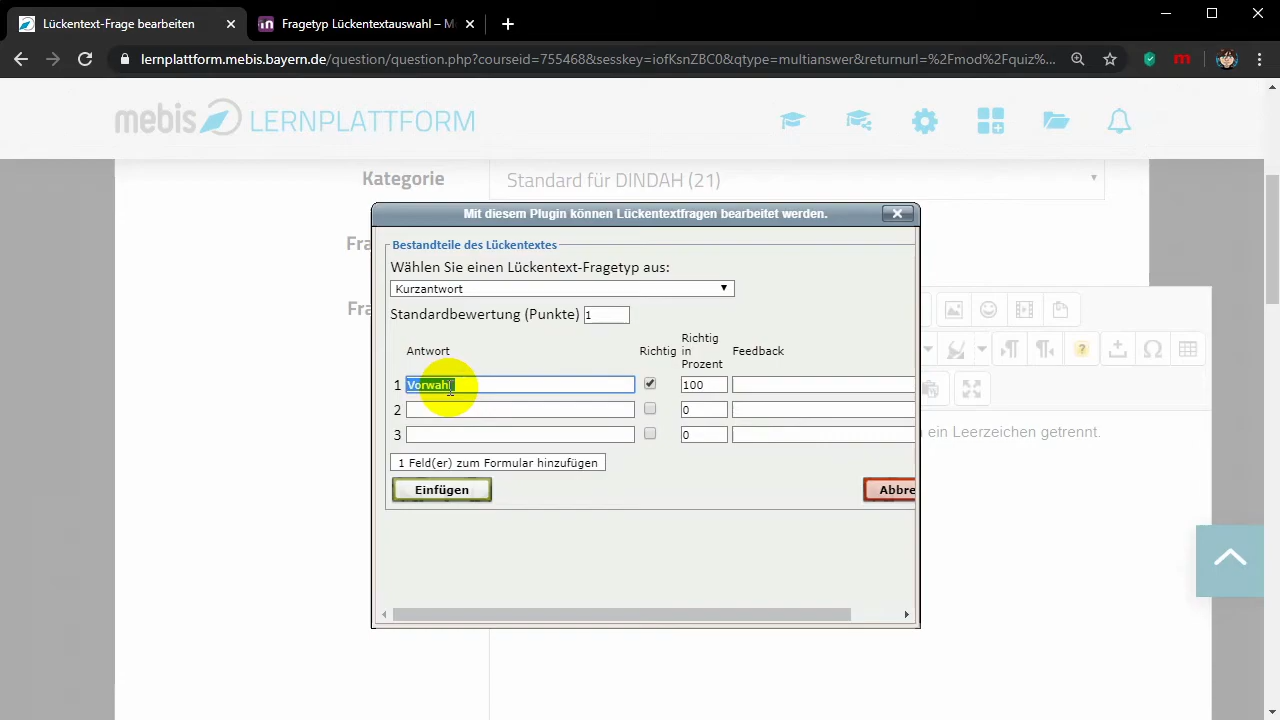 Lückentext-Frage bearbeiten
Fragetyp Lückentextauswahl – M
lernplattform.mebis.bayern.de/question/question.php?courseid=755468&sesskey=iofKsnZBC0&qtype=multianswer&returnurl=%2Fmod%2Fquiz%2F...
mebis LERNPLATTFORM
Kategorie
Standard für DINDAH (21)
Mit diesem Plugin können Lückentextfragen bearbeitet werden.
Fra
Bestandteile des Lückentextes
Wählen Sie einen Lückentext-Fragetyp aus:
Kurzantwort
Fra
Standardbewertung (Punkte) 1
Antwort Richtig Richtig in Prozent Feedback
1 Vorwahl 100
2 0
3 0
ein Leerzeichen getrennt.
1 Feld(er) zum Formular hinzufügen
Einfügen
Abbre